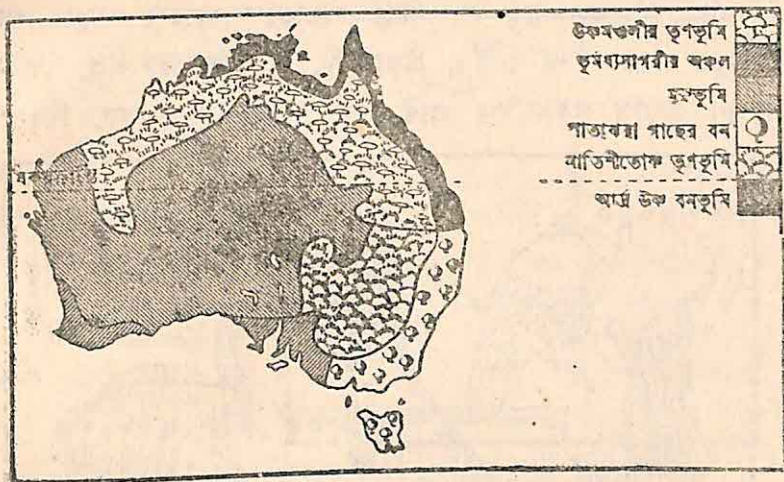 উষ্ণমণ্ডলীয় তৃণভূমি
ভূমধ্যসাগরীয় অঞ্চল
মরুভূমি
পাতাঝরা গাছের বন
নাতিশীতোষ্ণ তৃণভূমি
আর্দ্র উষ্ণ বনভূমি